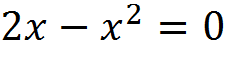 2x − x² = 0